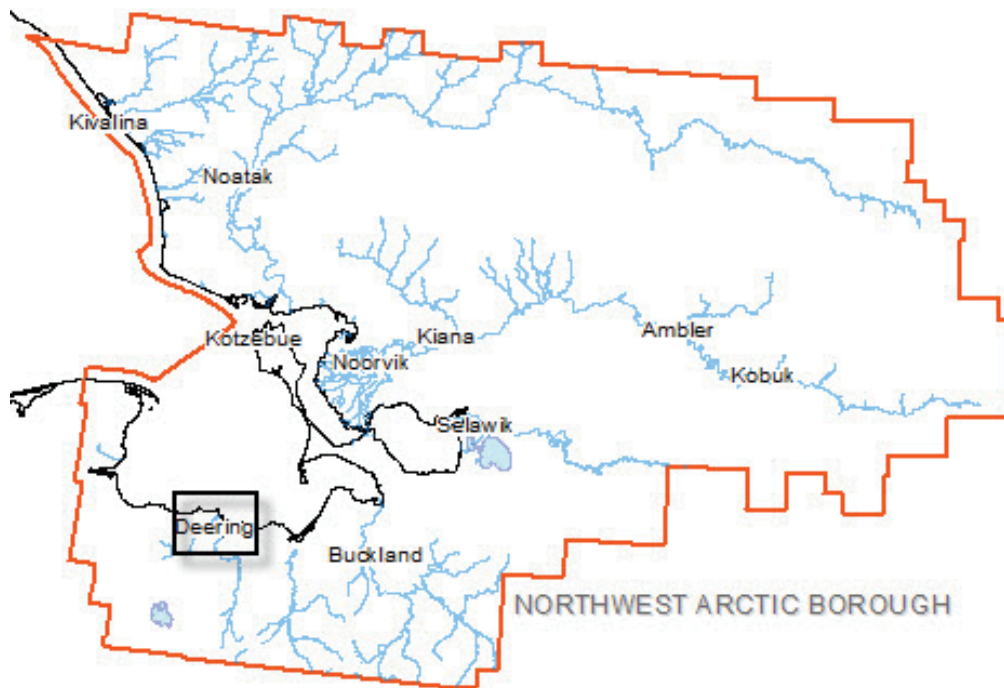 Kivalina
Noatak
Kotzebue
Kiana
Ambler
Noorvik
Kobuk
Selawik
Deering
Buckland
NORTHWEST ARCTIC BOROUGH